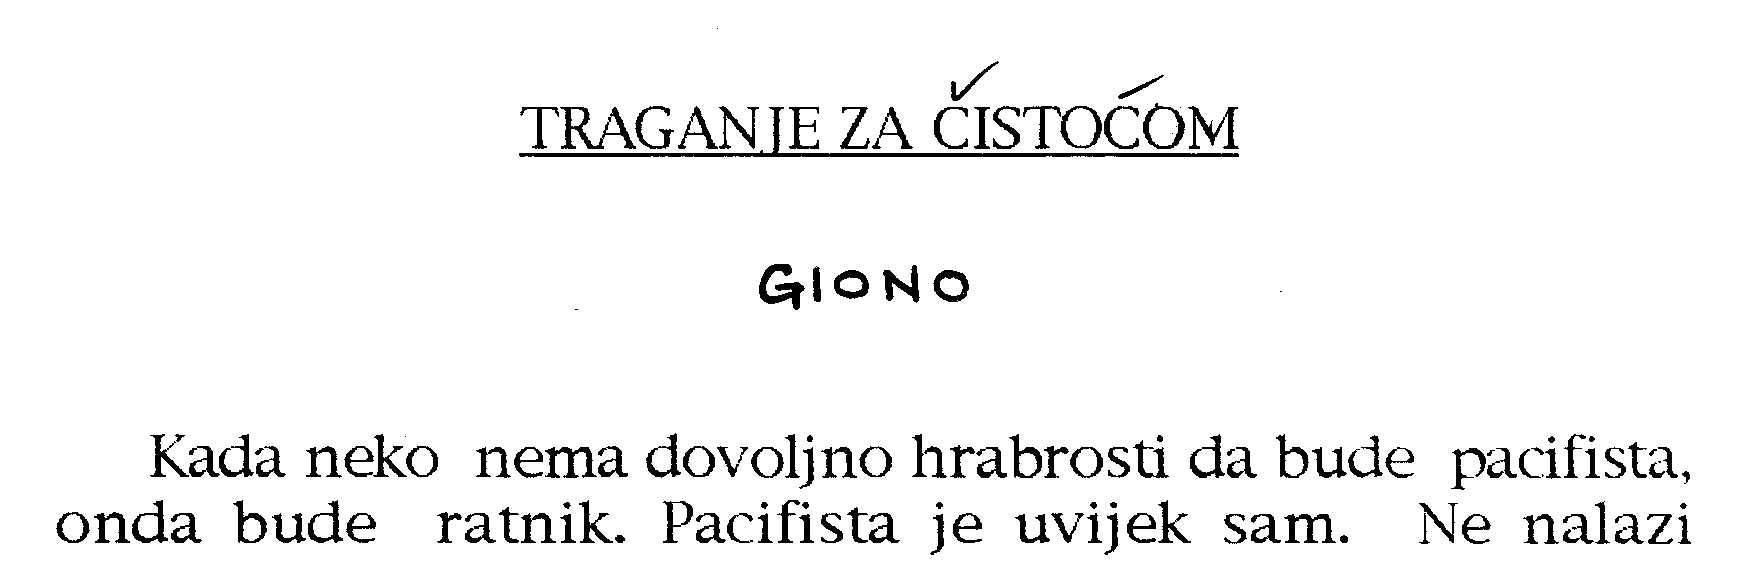 TRAGANJE ZA ČISTOĆOM
GIONO
Kada neko nema dovoljno hrabrosti da bude pacifista,
onda bude ratnik. Pacifista je uvijek sam. Ne nalazi